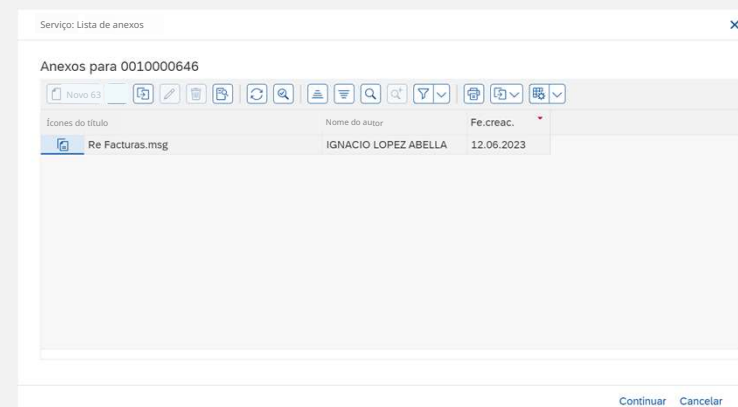 Serviço: Lista de anexos
Anexos para 0010000646
Novo 63
Ícones do título Nome do autor Fe.creac.
Re Facturas.msg IGNACIO LOPEZ ABELLA 12.06.2023
Continuar Cancelar